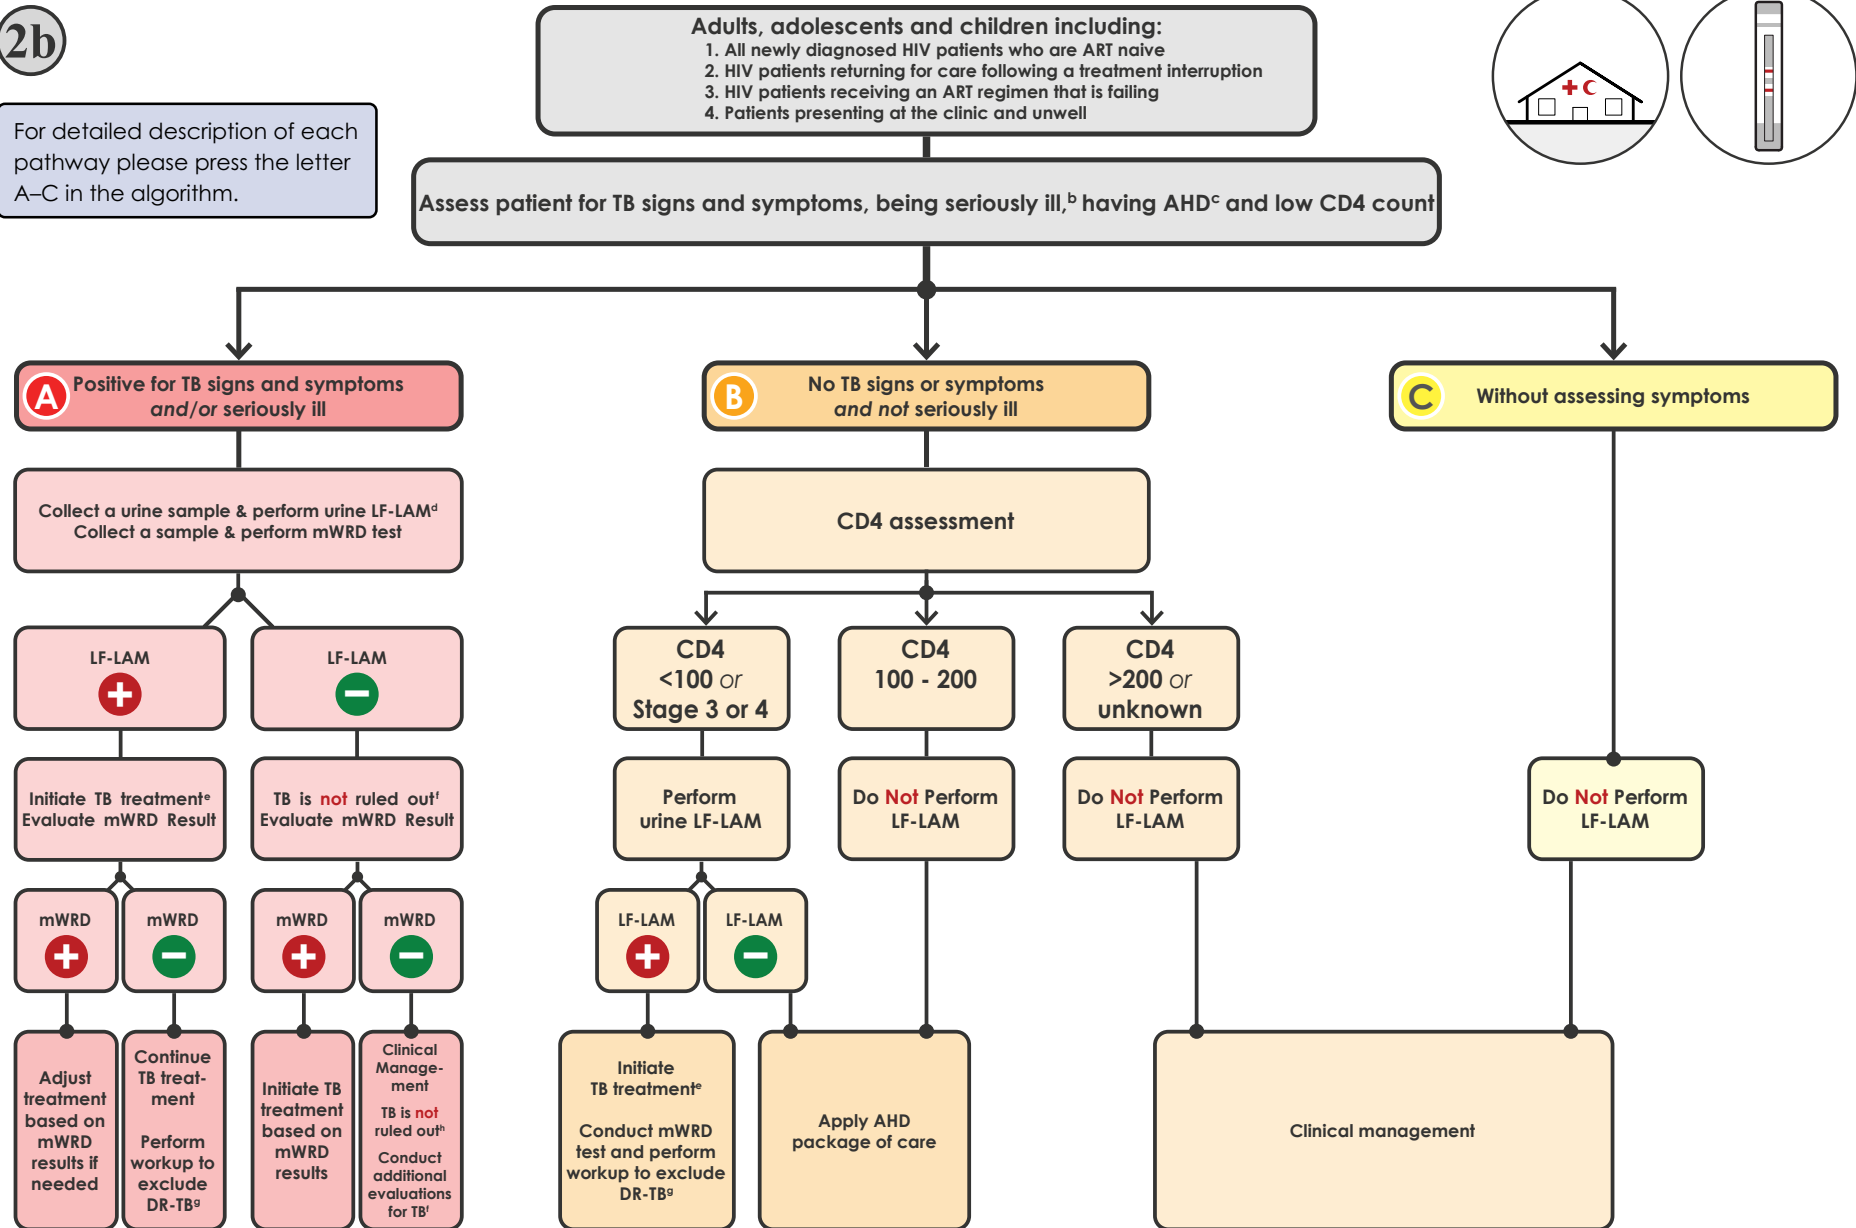 2b
For detailed description of each
pathway please press the letter
A–C in the algorithm.
Adults, adolescents and children including:
1. All newly diagnosed HIV patients who are ART naive
2. HIV patients returning for care following a treatment interruption
3. HIV patients receiving an ART regimen that is failing
4. Patients presenting at the clinic and unwell
Assess patient for TB signs and symptoms, being seriously ill,ᵇ having AHDᶜ and low CD4 count
A
Positive for TB signs and symptoms
and/or seriously ill
Collect a urine sample & perform urine LF-LAMᵈ
Collect a sample & perform mWRD test
LF-LAM
+
LF-LAM
−
Initiate TB treatmentᵉ
Evaluate mWRD Result
TB is not ruled outᶠ
Evaluate mWRD Result
mWRD
+
mWRD
−
mWRD
+
mWRD
−
Adjust
treatment
based on
mWRD
results if
needed
Continue
TB treat-
ment
Perform
workup to
exclude
DR-TBᵍ
Initiate TB
treatment
based on
mWRD
results
Clinical
Manage-
ment
TB is not
ruled outʰ
Conduct
additional
evaluations
for TBᶠ
B
No TB signs or symptoms
and not seriously ill
CD4 assessment
CD4
<100 or
Stage 3 or 4
CD4
100 - 200
CD4
>200 or
unknown
Perform
urine LF-LAM
Do Not Perform
LF-LAM
Do Not Perform
LF-LAM
LF-LAM
+
LF-LAM
−
Initiate
TB treatmentᵉ
Conduct mWRD
test and perform
workup to exclude
DR-TBᵍ
Apply AHD
package of care
C
Without assessing symptoms
Do Not Perform
LF-LAM
Clinical management